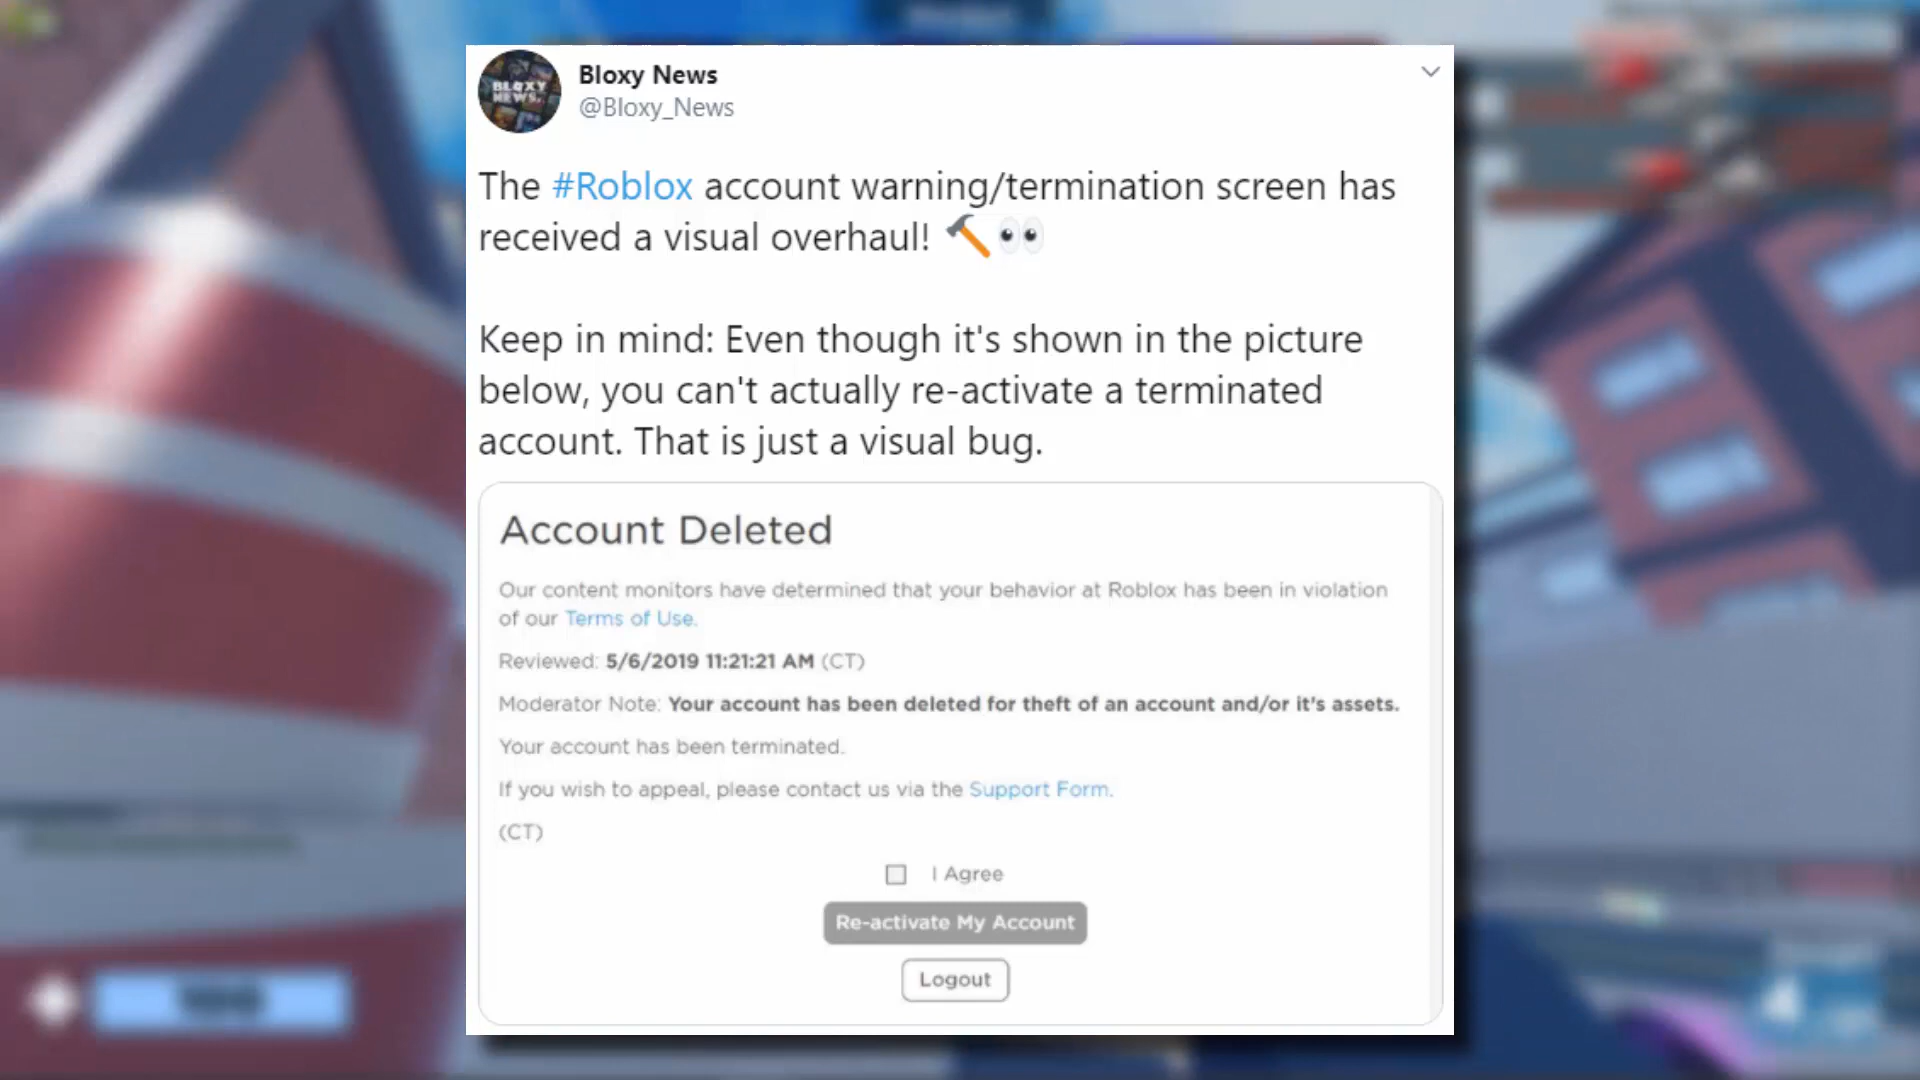 BLOXY
NEWS.
Bloxy News
@Bloxy_News
The #Roblox account warning/termination screen has
received a visual overhaul! 🔨👀
Keep in mind: Even though it's shown in the picture
below, you can't actually re-activate a terminated
account. That is just a visual bug.
Account Deleted
Our content monitors have determined that your behavior at Roblox has been in violation
of our Terms of Use.
Reviewed: 5/6/2019 11:21:21 AM (CT)
Moderator Note: Your account has been deleted for theft of an account and/or it's assets.
Your account has been terminated.
If you wish to appeal, please contact us via the Support Form.
(CT)
I Agree
Re-activate My Account
Logout